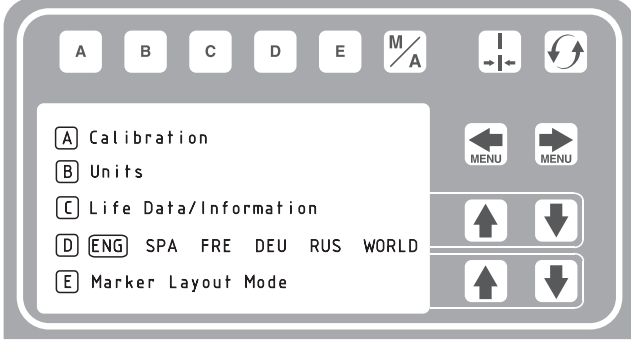 A B C D E M/A
A Calibration
MENU MENU
B Units
C Life Data/Information
D ENG SPA FRE DEU RUS WORLD
E Marker Layout Mode